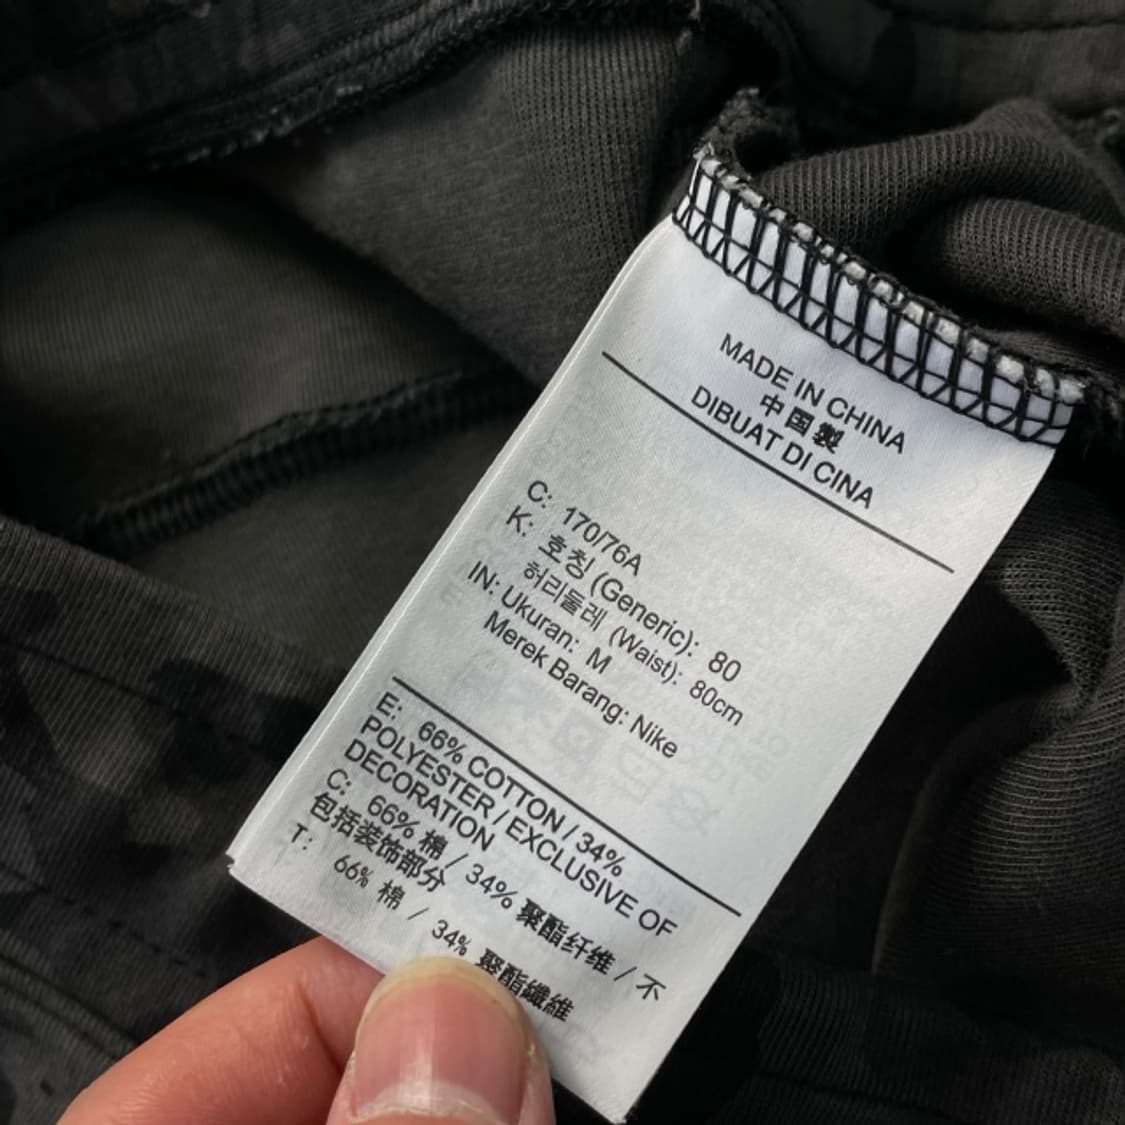 MADE IN CHINA
中国製
DIBUAT DI CINA
C: 170/76A
K: 호칭 (Generic): 80
허리둘레 (Waist): 80cm
IN: Ukuran: M
Merek Barang: Nike
E: 66% COTTON / 34%
POLYESTER / EXCLUSIVE OF
DECORATION
C: 66% 棉 / 34% 聚酯纤维 / 不
包括装饰部分
T: 66% 棉 / 34% 聚酯纖維